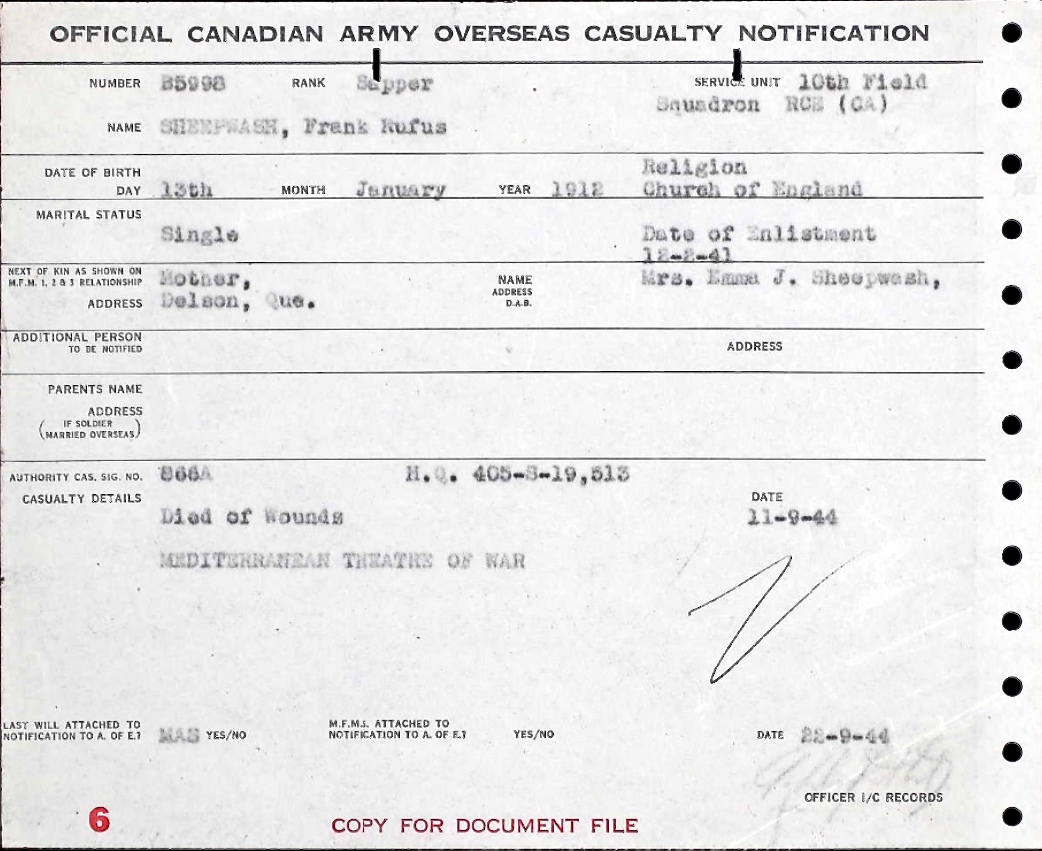 OFFICIAL CANADIAN ARMY OVERSEAS CASUALTY NOTIFICATION
NUMBER B5998 RANK Sapper SERVICE UNIT 10th Field
Squadron RCE (CA)
NAME SHEEPWASH, Frank Rufus
DATE OF BIRTH Religion
DAY 13th MONTH January YEAR 1912 Church of England
MARITAL STATUS
Single Date of Enlistment
12-2-41
NEXT OF KIN AS SHOWN ON
M.F.M. 1, 2 & 3 RELATIONSHIP Mother, NAME Mrs. Emma J. Sheepwash,
ADDRESS Delson, Que. ADDRESS
D.A.B.
ADDITIONAL PERSON
TO BE NOTIFIED ADDRESS
PARENTS NAME
ADDRESS
(IF SOLDIER
MARRIED OVERSEAS)
AUTHORITY CAS. SIG. NO. 866A H.Q. 405-S-19,513
CASUALTY DETAILS DATE
Died of Wounds 11-9-44
MEDITERRANEAN THEATRE OF WAR
LAST WILL ATTACHED TO
NOTIFICATION TO A. OF E.? MAS YES/NO
M.F.M.S. ATTACHED TO
NOTIFICATION TO A. OF E.? YES/NO
DATE 22-9-44
OFFICER I/C RECORDS
6 COPY FOR DOCUMENT FILE